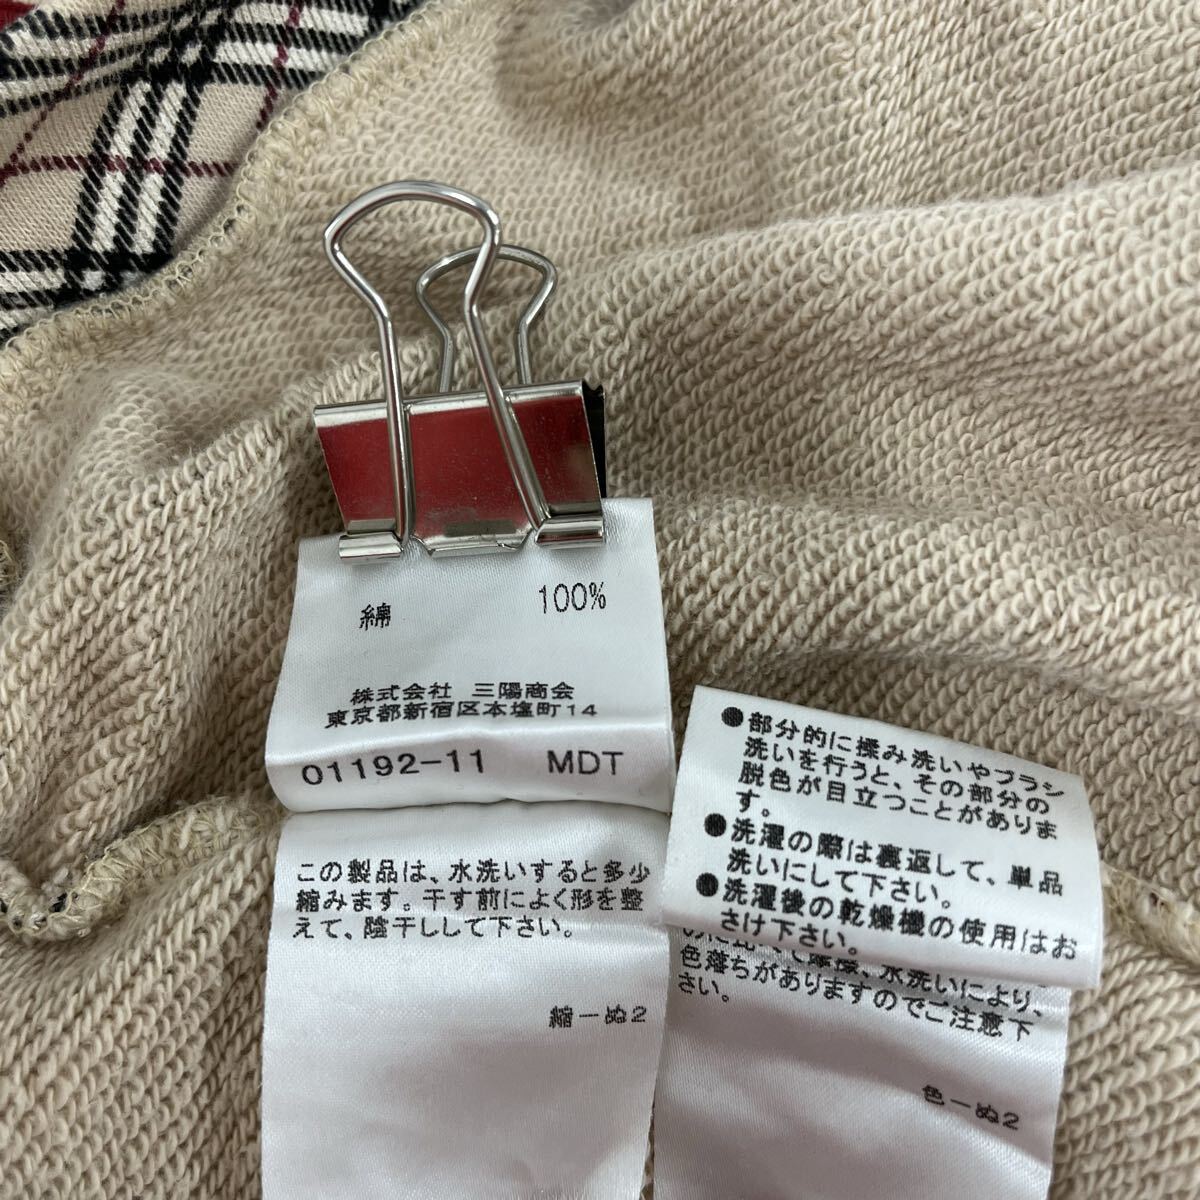 綿 100%
株式会社 三陽商会
東京都新宿区本塩町14
01192-11 MDT
この製品は、水洗いすると多少
縮みます。干す前によく形を整
えて、陰干しして下さい。
縮ーぬ2
●部分的に揉み洗いやブラシ
洗いを行うと、その部分の
脱色が目立つことがありま
す。
●洗濯の際は裏返して、単品
洗いにして下さい。
●洗濯後の乾燥機の使用はお
さけ下さい。
水洗いにより、
色落ちがありますのでご注意下
さい。
色ーぬ2